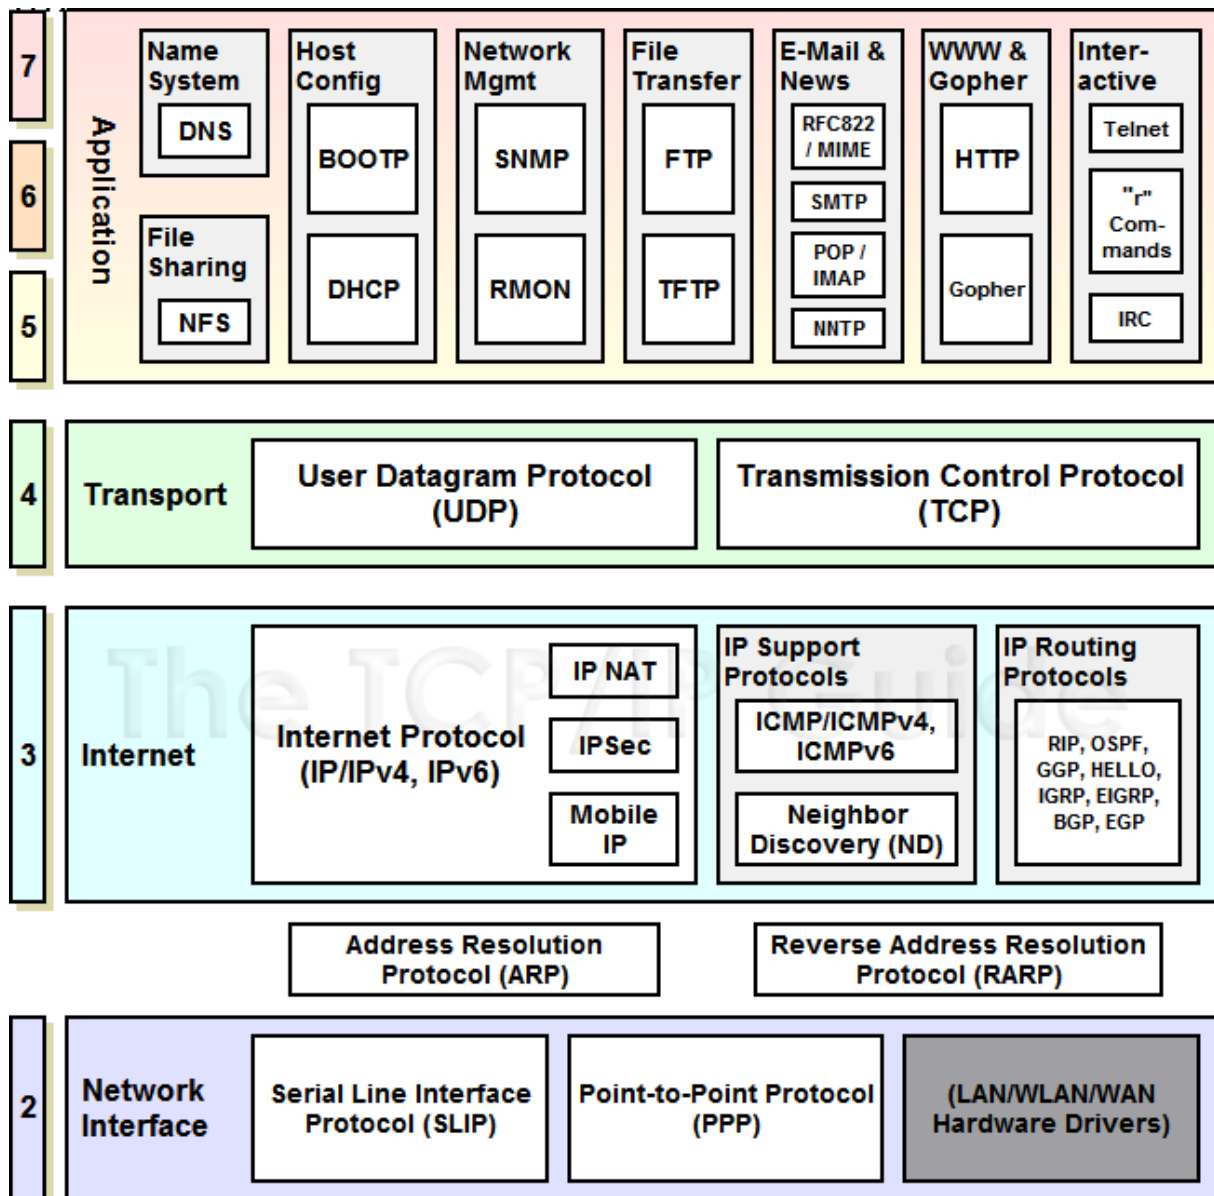 7
6
5
Application
Name
System
DNS
File
Sharing
NFS
Host
Config
BOOTP
DHCP
Network
Mgmt
SNMP
RMON
File
Transfer
FTP
TFTP
E-Mail &
News
RFC822
/ MIME
SMTP
POP /
IMAP
NNTP
WWW &
Gopher
HTTP
Gopher
Inter-
active
Telnet
"r"
Com-
mands
IRC
4
Transport
User Datagram Protocol
(UDP)
Transmission Control Protocol
(TCP)
The TCP/IP Guide
3
Internet
Internet Protocol
(IP/IPv4, IPv6)
IP NAT
IPSec
Mobile
IP
IP Support
Protocols
ICMP/ICMPv4,
ICMPv6
Neighbor
Discovery (ND)
IP Routing
Protocols
RIP, OSPF,
GGP, HELLO,
IGRP, EIGRP,
BGP, EGP
Address Resolution
Protocol (ARP)
Reverse Address Resolution
Protocol (RARP)
2
Network
Interface
Serial Line Interface
Protocol (SLIP)
Point-to-Point Protocol
(PPP)
(LAN/WLAN/WAN
Hardware Drivers)